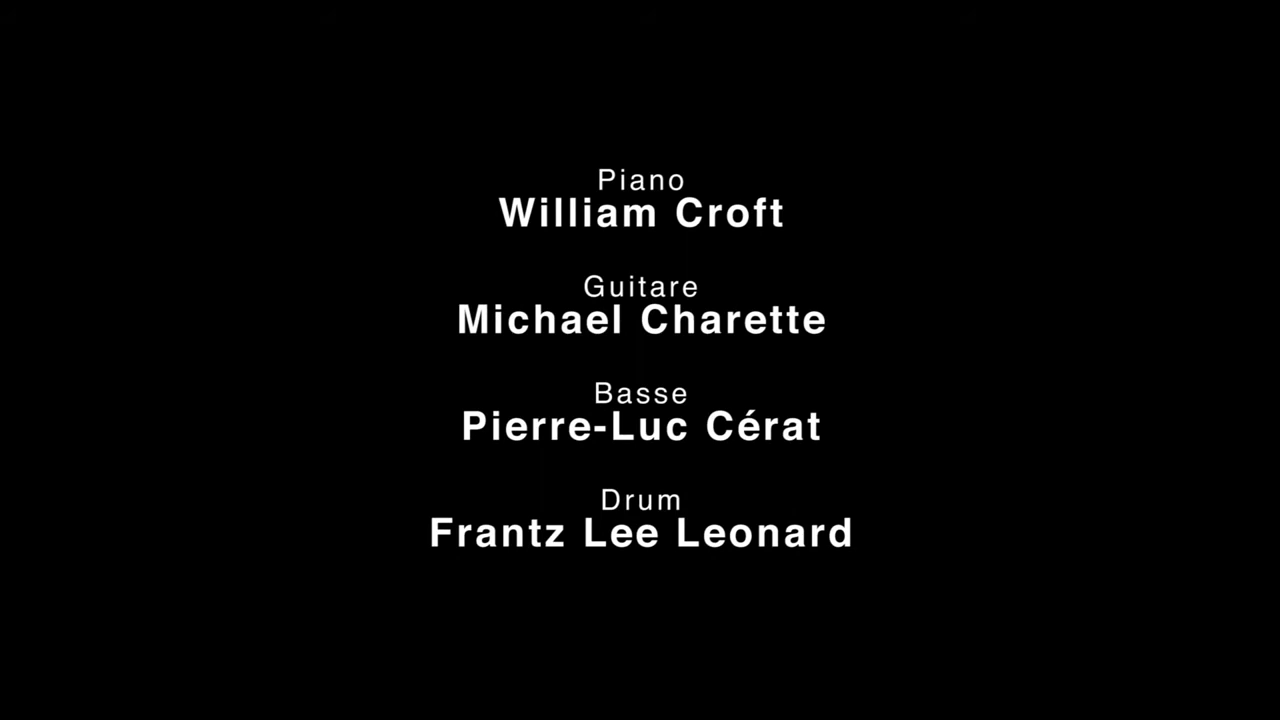 Piano
William Croft
Guitare
Michael Charette
Basse
Pierre-Luc Cérat
Drum
Frantz Lee Leonard